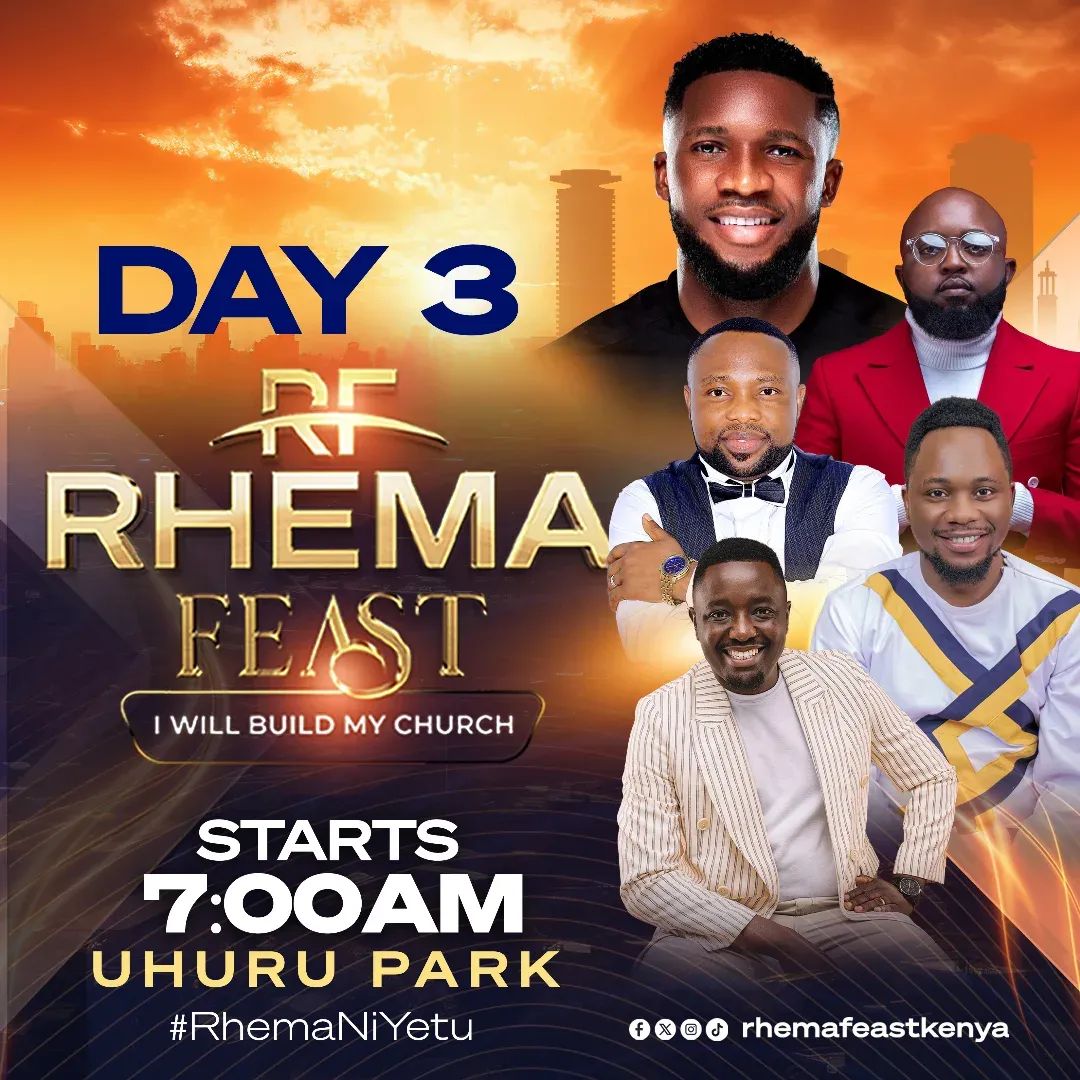 DAY 3
RF
RHEMA
FEAST
I WILL BUILD MY CHURCH
STARTS
7:00AM
UHURU PARK
#RhemaNiYetu
rhemafeastkenya